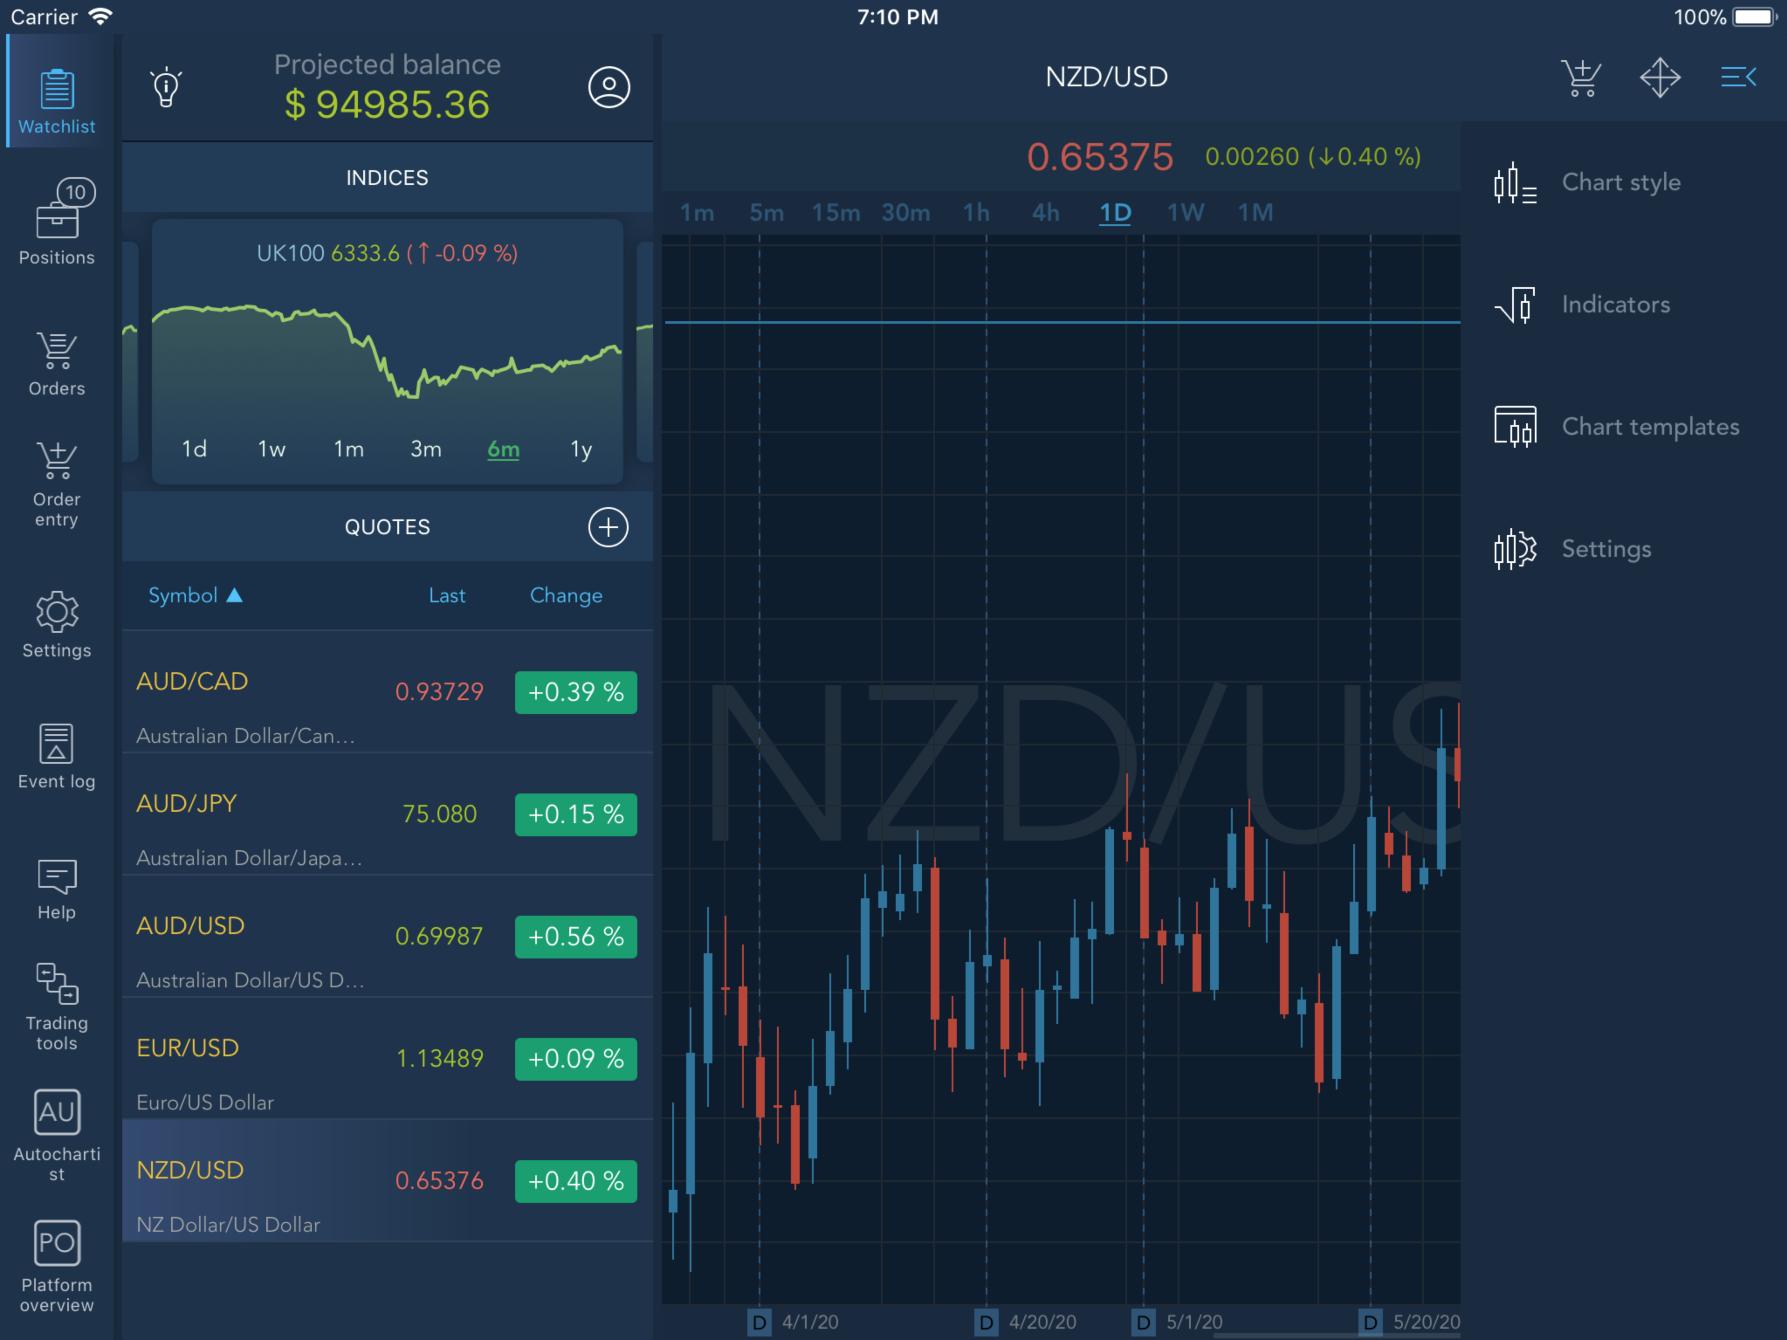 Carrier
7:10 PM
100%
Watchlist
10
Positions
Orders
Order
entry
Settings
Event log
Help
Trading
tools
AU
Autocharti
st
PO
Platform
overview
Projected balance
$ 94985.36
INDICES
UK100 6333.6 (↑ -0.09 %)
1d 1w 1m 3m 6m 1y
QUOTES
Symbol ▲ Last Change
AUD/CAD 0.93729 +0.39 %
Australian Dollar/Can...
AUD/JPY 75.080 +0.15 %
Australian Dollar/Japa...
AUD/USD 0.69987 +0.56 %
Australian Dollar/US D...
EUR/USD 1.13489 +0.09 %
Euro/US Dollar
NZD/USD 0.65376 +0.40 %
NZ Dollar/US Dollar
NZD/USD
0.65375 0.00260 (↓0.40 %)
1m 5m 15m 30m 1h 4h 1D 1W 1M
NZD/US
D 4/1/20 D 4/20/20 D 5/1/20 D 5/20/20
Chart style
Indicators
Chart templates
Settings